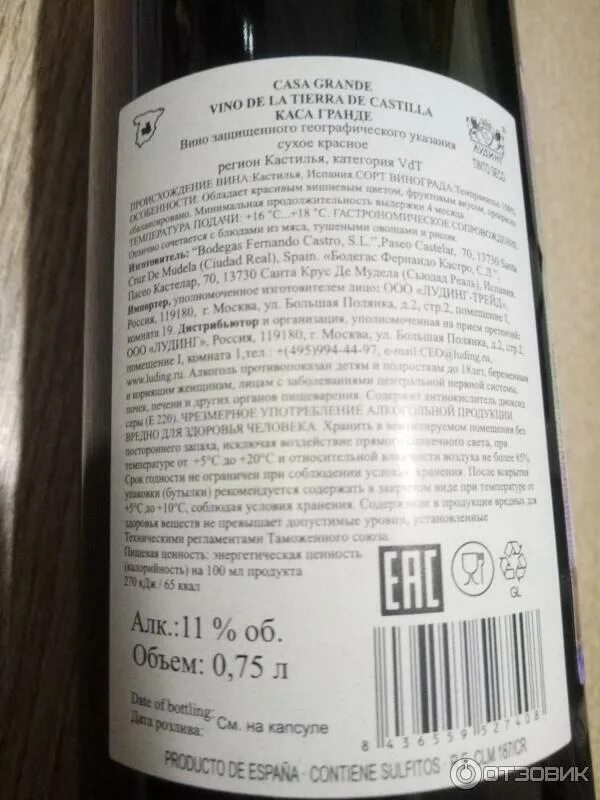 CASA GRANDE
VINO DE LA TIERRA DE CASTILLA
КАСА ГРАНДЕ
Вино защищенного географического указания
сухое красное
регион Кастилья, категория VdT
ЛУДИНГ
TINTO SECO
ПРОИСХОЖДЕНИЕ ВИНА: Кастилья, Испания. СОРТ ВИНОГРАДА: Темпранильо 100%
ОСОБЕННОСТИ: Обладает красивым вишневым цветом, фруктовым вкусом, прекрасно
сбалансировано. Минимальная продолжительность выдержки 4 месяца.
ТЕМПЕРАТУРА ПОДАЧИ: +16 °C...+18 °C. ГАСТРОНОМИЧЕСКОЕ СОПРОВОЖДЕНИЕ:
Отлично сочетается с блюдами из мяса, тушеными овощами и рисом.
Изготовитель: "Bodegas Fernando Castro, S.L.", Paseo Castelar, 70, 13730 Santa
Cruz De Mudela (Ciudad Real), Spain. «Бодегас Фернандо Кастро, С.Л.",
Пасео Кастелар, 70, 13730 Санта Крус Де Мудела (Сьюдад Реаль), Испания.
Импортер, уполномоченное изготовителем лицо: ООО «ЛУДИНГ-ТРЕЙД»,
Россия, 119180, г. Москва, ул. Большая Полянка, д.2, стр.2, помещение I,
комната 19. Дистрибьютор и организация, уполномоченная на прием претензий:
ООО «ЛУДИНГ», Россия, 119180, г. Москва, ул. Большая Полянка, д.2, стр.2,
помещение I, комната 1, тел.: +(495)994-44-97, e-mail:CEO@luding.ru,
www.luding.ru. Алкоголь противопоказан детям и подросткам до 18лет, беременным
и кормящим женщинам, лицам с заболеваниями центральной нервной системы,
почек, печени и других органов пищеварения. Содержит антиокислитель диоксид
серы (Е 220). ЧРЕЗМЕРНОЕ УПОТРЕБЛЕНИЕ АЛКОГОЛЬНОЙ ПРОДУКЦИИ
ВРЕДНО ДЛЯ ЗДОРОВЬЯ ЧЕЛОВЕКА. Хранить в вентилируемом помещении без
постороннего запаха, исключая воздействие прямого солнечного света, при
температуре от +5°C до +20°C и относительной влажности воздуха не более 85%
Срок годности не ограничен при соблюдении условий хранения. После вскрытия
упаковки (бутылки) рекомендуется содержать в закрытом виде при температуре от
+5°C до +10°C, соблюдая условия хранения. Содержание в продукции вредных для
здоровья веществ не превышает допустимые уровни, установленные
Техническими регламентами Таможенного союза.
Пищевая ценность: энергетическая ценность
(калорийность) на 100 мл продукта
270 кДж / 65 ккал
EAC
GL
Алк.:11 % об.
Объем: 0,75 л
Date of bottling:
Дата розлива: См. на капсуле
8 436559 527408
PRODUCTO DE ESPAÑA · CONTIENE SULFITOS · R.E. CLM 187/CR
ОТЗОВИК